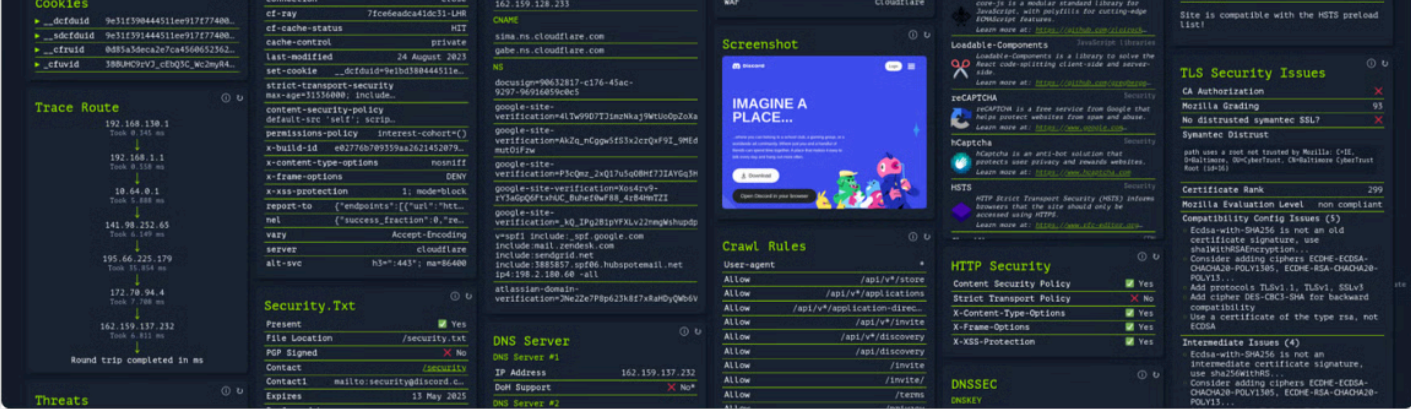 Cookies
▶ __dcfduid 9e31f390444511ee917f77400...
▶ __sdcfduid 9e31f391444511ee917f77400...
▶ __cfruid 0d85a3deca2e7ca4560652362...
▶ _cfuvid
Trace Route
192.168.130.1
Took 0.341 ms
↓
192.168.1.1
Took 0.558 ms
↓
10.64.0.1
Took 5.888 ms
↓
141.98.252.65
Took 6.149 ms
↓
195.66.225.179
Took 35.854 ms
↓
172.70.94.4
Took 7.708 ms
↓
162.159.137.232
Took 6.811 ms
↓
Round trip completed in ms
Threats
cf-ray 7fce6eadca41dc31-LHR
cf-cache-status HIT
cache-control private
last-modified 24 August 2023
set-cookie __dcfduid=9e1bd380444511e...
strict-transport-security
max-age=31536000; include...
content-security-policy
default-src 'self'; scrip...
permissions-policy interest-cohort=()
x-build-id e02776b709359aa2621452079...
x-content-type-options nosniff
x-frame-options DENY
x-xss-protection 1; mode=block
report-to {"endpoints":[{"url":"htt...
nel {"success_fraction":0,"re...
vary Accept-Encoding
server cloudflare
alt-svc h3=":443"; ma=86400
Security.Txt
Present ✅ Yes
File Location /security.txt
PGP Signed ❌ No
Contact /security
Contact1 mailto:security@discord.c...
Expires 13 May 2025
162.159.128.233
CNAME
sima.ns.cloudflare.com
gabe.ns.cloudflare.com
NS
docusign=90632817-c176-45ac-
9297-96916059c0c5
google-site-
google-site-
google-site-
google-site-verification=Xos4rzv9-
google-site-
v=spf1 include:_spf.google.com
include:mail.zendesk.com
include:sendgrid.net
include:3885857.spf06.hubspotemail.net
ip4:198.2.180.60 -all
atlassian-domain-
DNS Server
DNS Server #1
IP Address 162.159.137.232
DoH Support ❌ No*
DNS Server #2
WAF Cloudflare
Screenshot
Discord
Login
IMAGINE A
PLACE...
Download
Open Discord in your browser
Crawl Rules
User-agent *
Allow /api/v*/store
Allow /api/v*/applications
Allow /api/v*/application-direc...
Allow /api/v*/invite
Allow /api/v*/discovery
Allow /api/discovery
Allow /invite
Allow /invite/
Allow /terms
Allow
core-js is a modular standard library for
JavaScript, with polyfills for cutting-edge
ECMAScript features.
Learn more at:
Loadable-Components JavaScript libraries
Loadable-Components is a library to solve the
React code-splitting client-side and server-
side.
Learn more at:
reCAPTCHA Security
reCAPTCHA is a free service from Google that
helps protect websites from spam and abuse.
Learn more at: https://www.google.com...
hCaptcha Security
hCaptcha is an anti-bot solution that
protects user privacy and rewards websites.
Learn more at: https://www.hcaptcha.com
HSTS Security
HTTP Strict Transport Security (HSTS) informs
browsers that the site should only be
accessed using HTTPS.
Learn more at: https://www.rfc-editor.org...
HTTP Security
Content Security Policy ✅ Yes
Strict Transport Policy ❌ No
X-Content-Type-Options ✅ Yes
X-Frame-Options ✅ Yes
X-XSS-Protection ✅ Yes
DNSSEC
DNSKEY
Site is compatible with the HSTS preload
list!
TLS Security Issues
CA Authorization ❌
Mozilla Grading 93
No distrusted symantec SSL? ❌
Symantec Distrust
path uses a root not trusted by Mozilla: C=IE,
O=Baltimore, OU=CyberTrust, CN=Baltimore CyberTrust
Root (id=16)
Certificate Rank 299
Mozilla Evaluation Level non compliant
Compatibility Config Issues (5)
Ecdsa-with-SHA256 is not an old
certificate signature, use
sha1WithRSAEncryption...
Consider adding ciphers ECDHE-ECDSA-
CHACHA20-POLY1305, ECDHE-RSA-CHACHA20-
POLY13...
Add protocols TLSv1.1, TLSv1, SSLv3
Add cipher DES-CBC3-SHA for backward
compatibility
Use a certificate of the type rsa, not
ECDSA
Intermediate Issues (4)
Ecdsa-with-SHA256 is not an
intermediate certificate signature,
use sha256WithRS...
Consider adding ciphers ECDHE-ECDSA-
CHACHA20-POLY1305, ECDHE-RSA-CHACHA20-
POLY13...